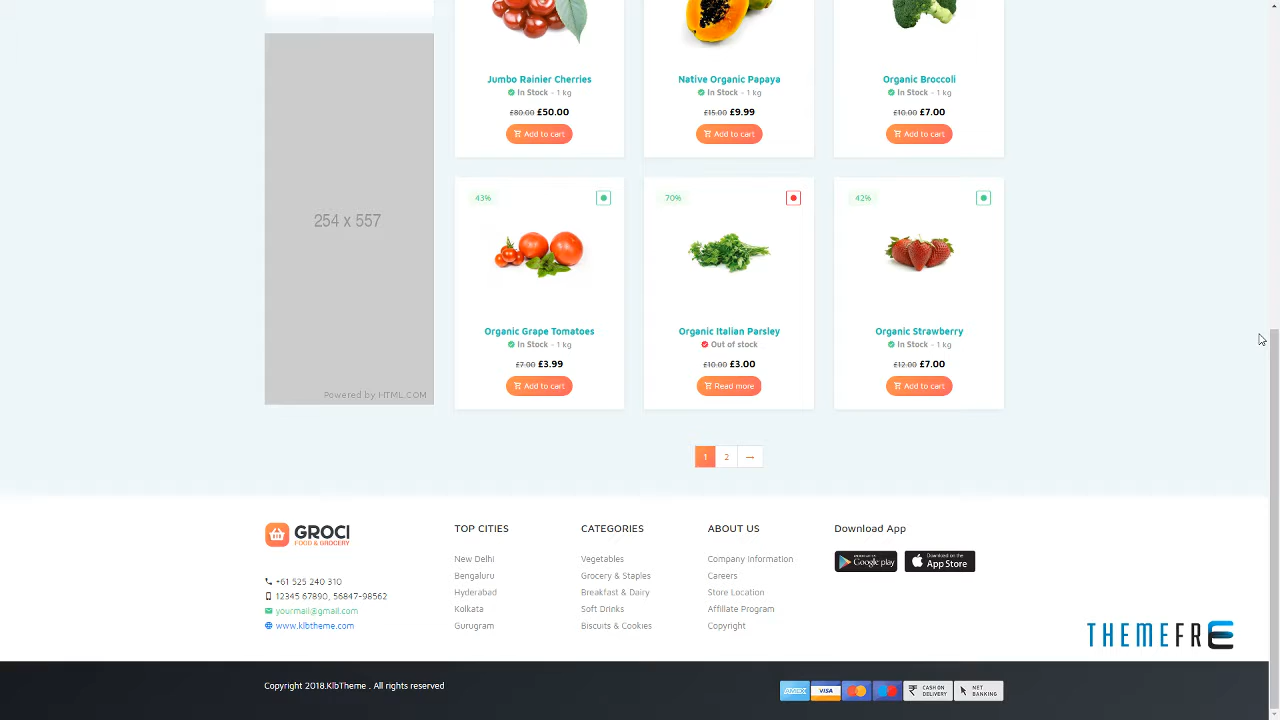 Jumbo Rainier Cherries
In Stock - 1 kg
£80.00 £50.00
Add to cart
Native Organic Papaya
In Stock - 1 kg
£15.00 £9.99
Add to cart
Organic Broccoli
In Stock - 1 kg
£10.00 £7.00
Add to cart
254 x 557
Powered by HTML.COM
43%
Organic Grape Tomatoes
In Stock - 1 kg
£7.00 £3.99
Add to cart
70%
Organic Italian Parsley
Out of stock
£10.00 £3.00
Read more
42%
Organic Strawberry
In Stock - 1 kg
£12.00 £7.00
Add to cart
1 2 →
GROCI
FOOD & GROCERY
+61 525 240 310
12345 67890, 56847-98562
yourmail@gmail.com
www.klbtheme.com
TOP CITIES
New Delhi
Bengaluru
Hyderabad
Kolkata
Gurugram
CATEGORIES
Vegetables
Grocery & Staples
Breakfast & Dairy
Soft Drinks
Biscuits & Cookies
ABOUT US
Company Information
Careers
Store Location
Affiliate Program
Copyright
Download App
Google play
Download on the
App Store
THEMEFRE
Copyright 2018.KlbTheme . All rights reserved
AMEX
VISA
CASH ON
DELIVERY
NET
BANKING